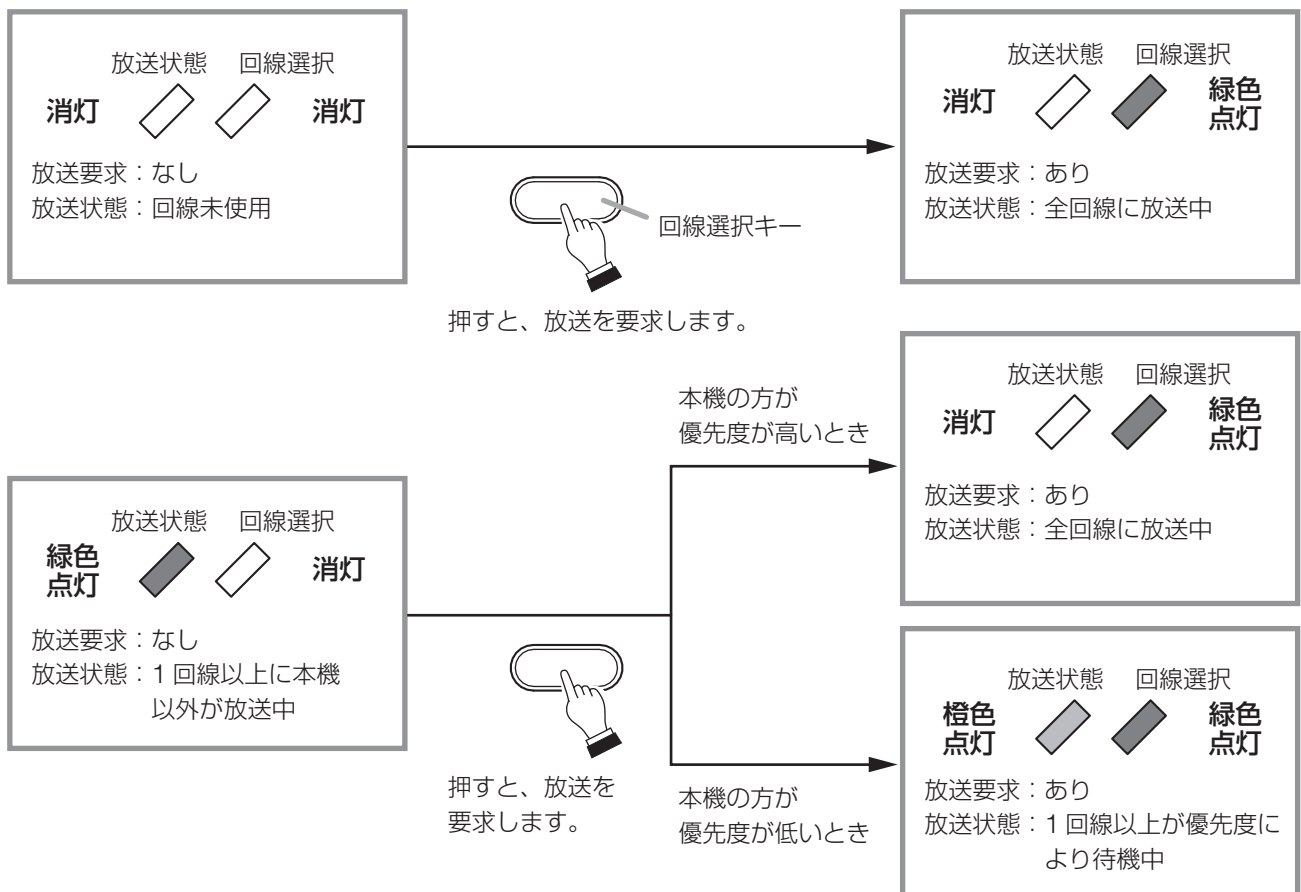 放送状態 回線選択
消灯 消灯
放送要求：なし
放送状態：回線未使用
回線選択キー
押すと、放送を要求します。
放送状態 回線選択
消灯 緑色
点灯
放送要求：あり
放送状態：全回線に放送中
放送状態 回線選択
緑色
点灯 消灯
放送要求：なし
放送状態：1 回線以上に本機
以外が放送中
押すと、放送を
要求します。
本機の方が
優先度が高いとき
放送状態 回線選択
消灯 緑色
点灯
放送要求：あり
放送状態：全回線に放送中
本機の方が
優先度が低いとき
放送状態 回線選択
橙色 緑色
点灯 点灯
放送要求：あり
放送状態：1 回線以上が優先度に
より待機中